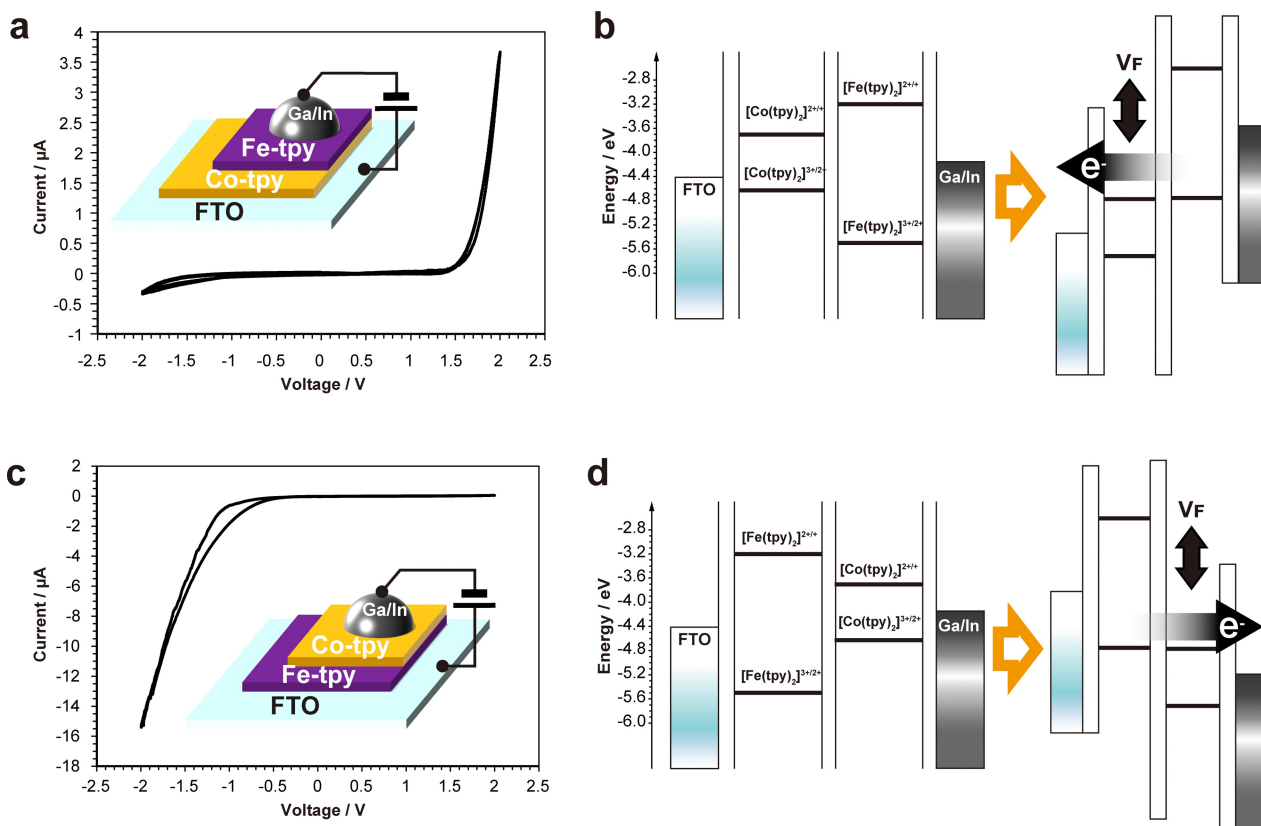 a
Current / μA
4
3.5
3
2.5
2
1.5
1
0.5
0
-0.5
-1
-2.5 -2 -1.5 -1 -0.5 0 0.5 1 1.5 2 2.5
Voltage / V
Ga/In
Fe-tpy
Co-tpy
FTO
b
Energy / eV
-2.8
-3.2
-3.6
-4.0
-4.4
-4.8
-5.2
-5.6
-6.0
FTO
[Co(tpy)₂]²⁺/⁺
[Co(tpy)₂]³⁺/²⁺
[Fe(tpy)₂]²⁺/⁺
[Fe(tpy)₂]³⁺/²⁺
Ga/In
VF
e-
c
Current / μA
2
0
-2
-4
-6
-8
-10
-12
-14
-16
-18
-2.5 -2 -1.5 -1 -0.5 0 0.5 1 1.5 2 2.5
Voltage / V
Ga/In
Co-tpy
Fe-tpy
FTO
d
Energy / eV
-2.8
-3.2
-3.6
-4.0
-4.4
-4.8
-5.2
-5.6
-6.0
FTO
[Fe(tpy)₂]²⁺/⁺
[Fe(tpy)₂]³⁺/²⁺
[Co(tpy)₂]²⁺/⁺
[Co(tpy)₂]³⁺/²⁺
Ga/In
VF
e-